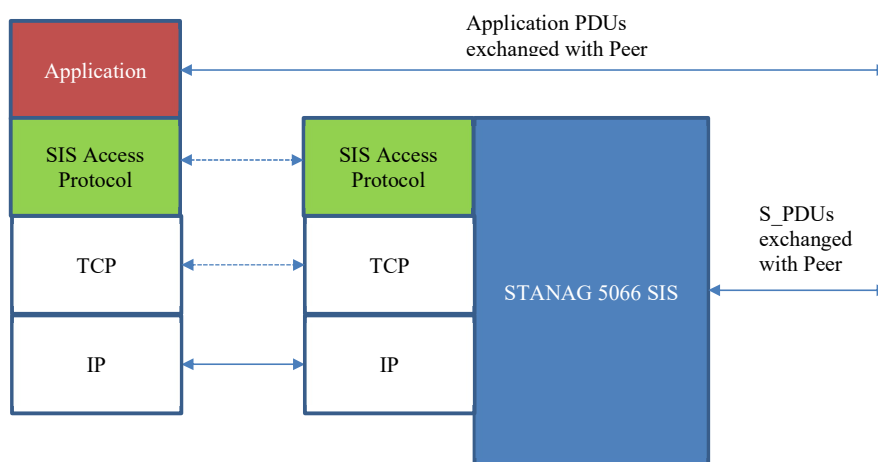 Application PDUs
exchanged with Peer
Application
SIS Access
Protocol
SIS Access
Protocol
S_PDUs
exchanged
with Peer
TCP
TCP
STANAG 5066 SIS
IP
IP